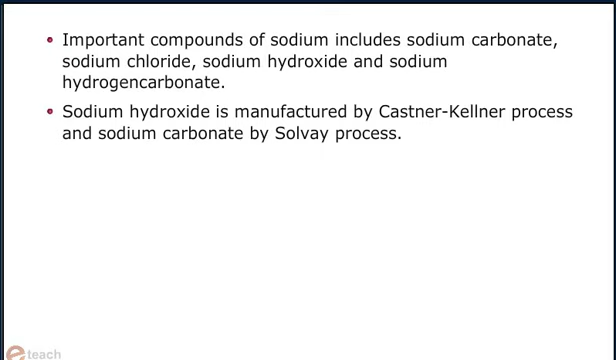 Important compounds of sodium includes sodium carbonate,
sodium chloride, sodium hydroxide and sodium
hydrogencarbonate.
Sodium hydroxide is manufactured by Castner-Kellner process
and sodium carbonate by Solvay process.
e teach